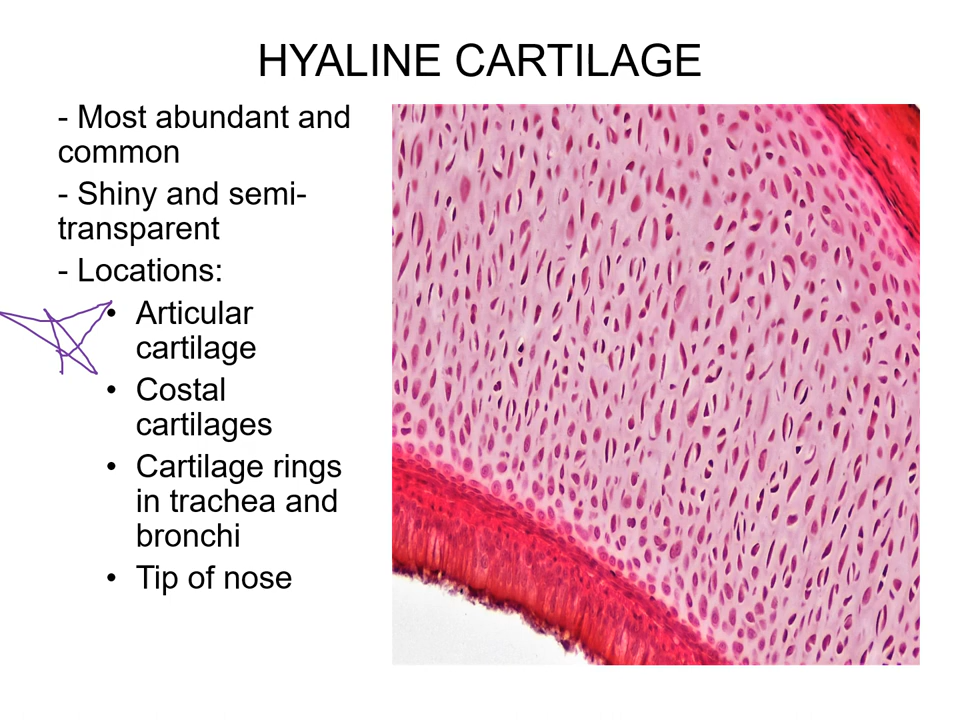 HYALINE CARTILAGE
- Most abundant and
common
- Shiny and semi-
transparent
- Locations:
• Articular
cartilage
• Costal
cartilages
• Cartilage rings
in trachea and
bronchi
• Tip of nose